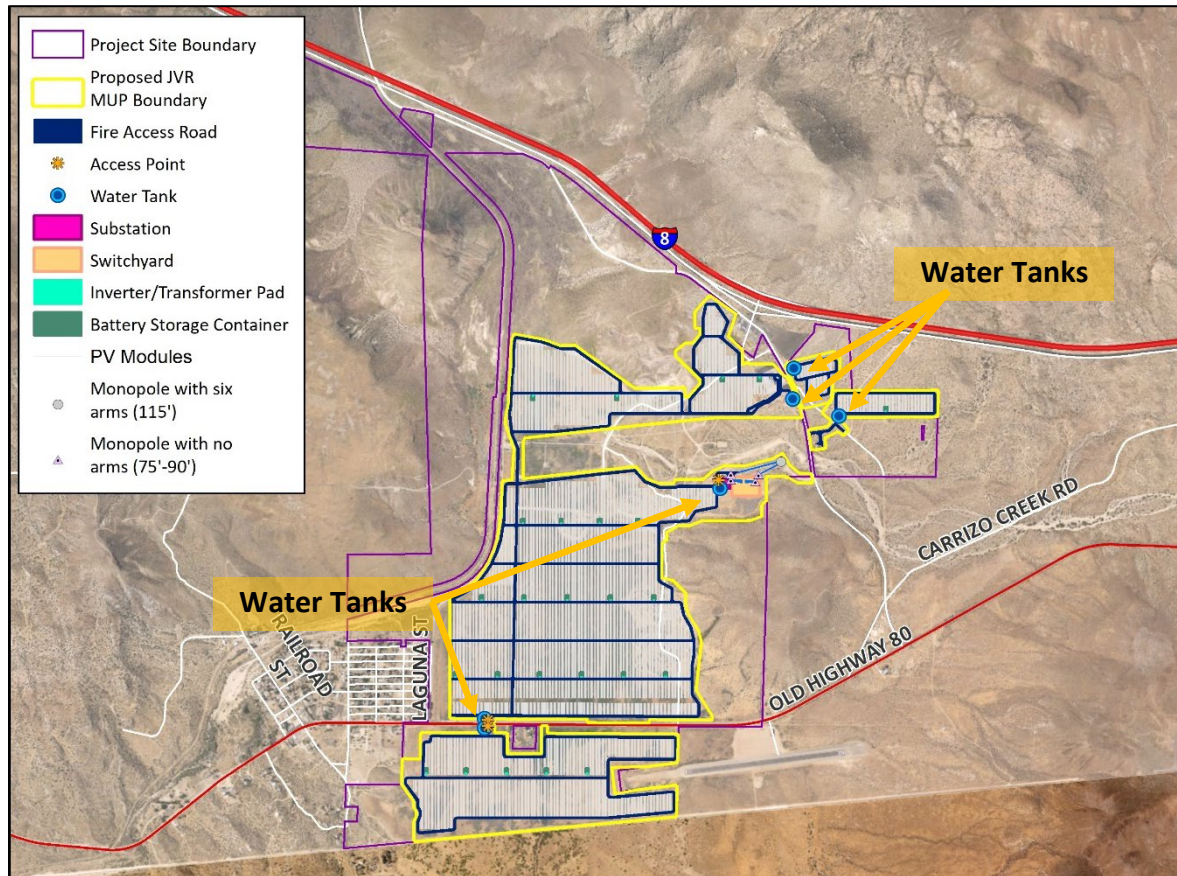 Project Site Boundary
Proposed JVR
MUP Boundary
Fire Access Road
Access Point
Water Tank
Substation
Switchyard
Inverter/Transformer Pad
Battery Storage Container
PV Modules
Monopole with six
arms (115')
Monopole with no
arms (75'-90')
8
Water Tanks
CARRIZO CREEK RD
Water Tanks
RAILROAD
ST
LAGUNA ST
OLD HIGHWAY 80